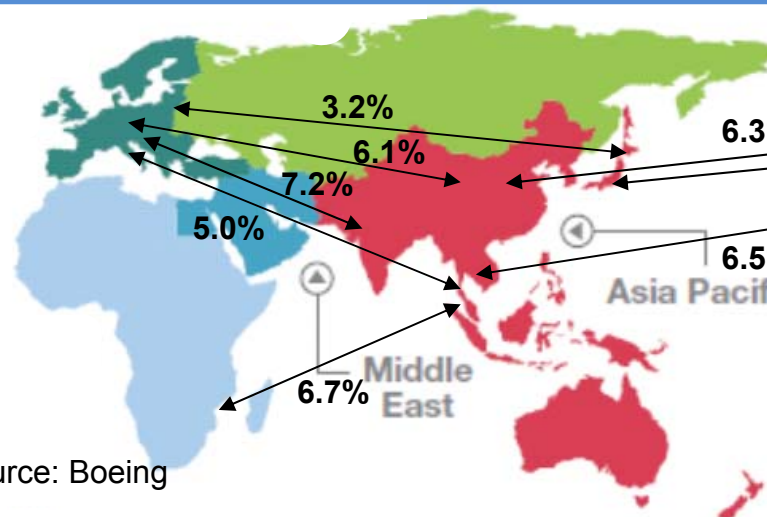 3.2%
6.3
6.1%
7.2%
5.0%
6.5
Asia Pacif
Middle
East
6.7%
urce: Boeing